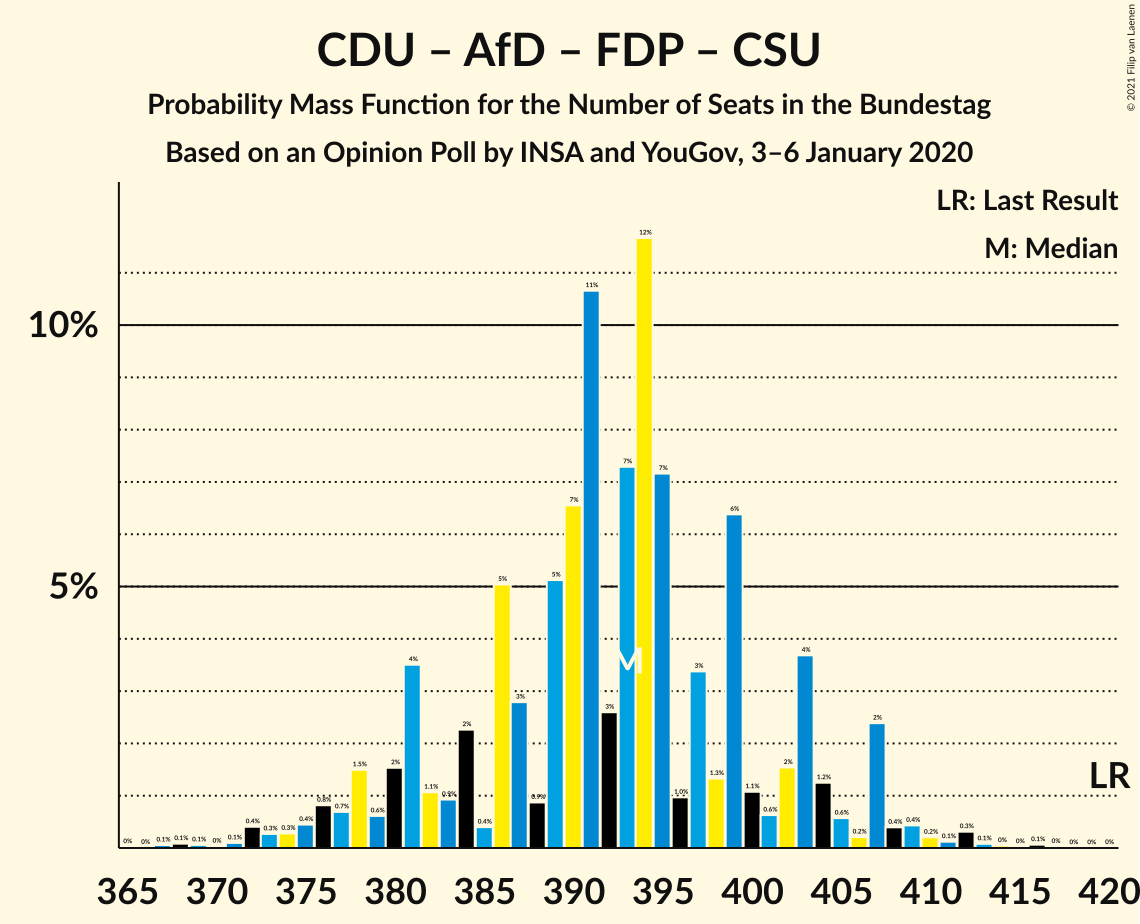 CDU – AfD – FDP – CSU
Probability Mass Function for the Number of Seats in the Bundestag
Based on an Opinion Poll by INSA and YouGov, 3–6 January 2020
© 2021 Filip van Laenen
LR: Last Result
M: Median
10%
5%
0% 0% 0.1% 0.1% 0.1% 0% 0.1% 0.4% 0.3% 0.3% 0.4% 0.8% 0.7% 1.5% 0.6% 2% 4% 1.1% 0.9% 2% 0.4% 5% 3% 0.9% 5% 7% 11% 3% 7% 12% 7% 1.0% 3% 1.3% 6% 1.1% 0.6% 2% 4% 1.2% 0.6% 0.2% 2% 0.4% 0.4% 0.2% 0.1% 0.3% 0.1% 0% 0% 0.1% 0% 0% 0% 0%
M
LR
365 370 375 380 385 390 395 400 405 410 415 420